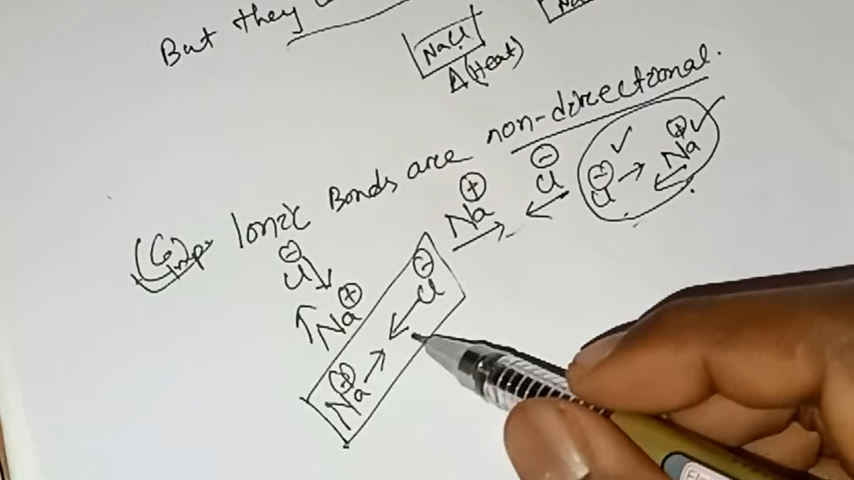 But they
NaCl
Na
Δ(Heat)
(6) Imp Ionic Bonds are non-directional.
Na⊕ → ← Cl⊖ Cl⊖ → ← Na⊕
Cl⊖ ↓
↑ Na⊕
Na⊕ → ← Cl⊖